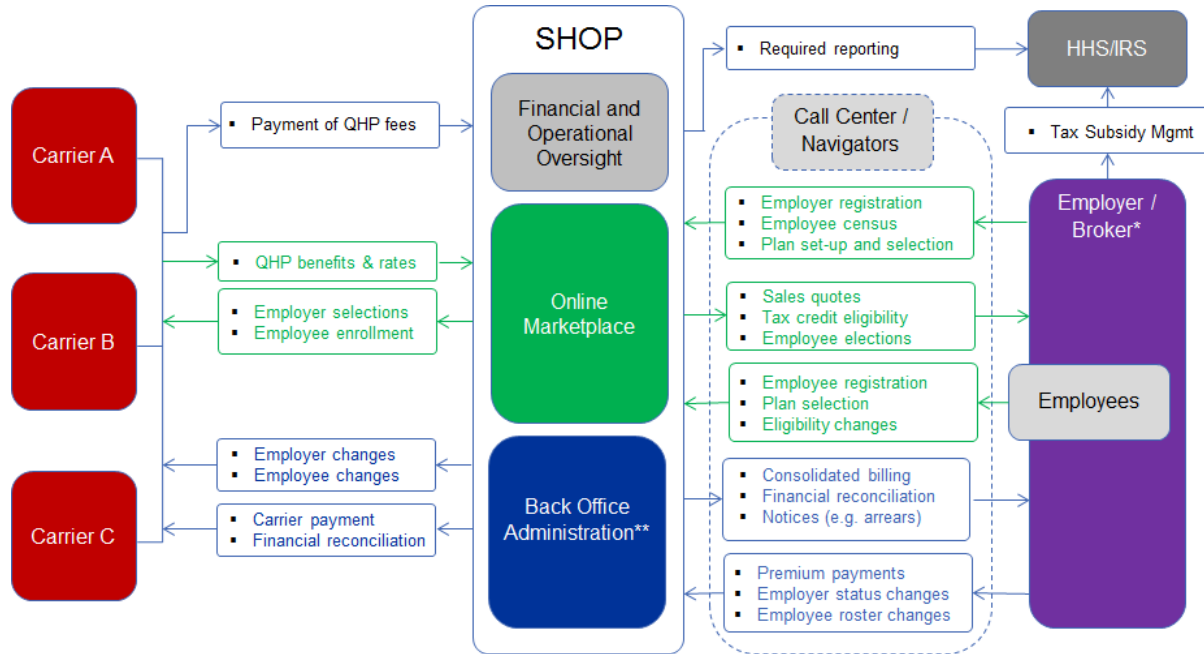 SHOP
▪ Required reporting
HHS/IRS
Financial and
Operational
Oversight
Call Center /
Navigators
▪ Payment of QHP fees
▪ Tax Subsidy Mgmt
Carrier A
▪ Employer registration
▪ Employee census
▪ Plan set-up and selection
Employer /
Broker*
▪ QHP benefits & rates
▪ Employer selections
▪ Employee enrollment
Carrier B
Online
Marketplace
▪ Sales quotes
▪ Tax credit eligibility
▪ Employee elections
▪ Employee registration
▪ Plan selection
▪ Eligibility changes
Employees
▪ Employer changes
▪ Employee changes
▪ Carrier payment
▪ Financial reconciliation
Carrier C
Back Office
Administration**
▪ Consolidated billing
▪ Financial reconciliation
▪ Notices (e.g. arrears)
▪ Premium payments
▪ Employer status changes
▪ Employee roster changes